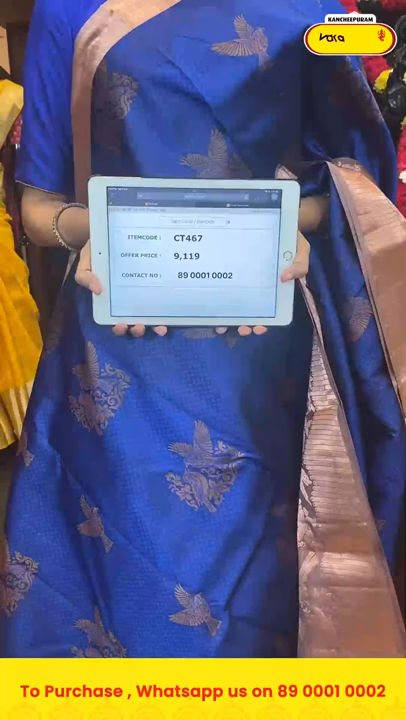 KANCHEEPURAM
ITEMCODE : CT467
OFFER PRICE : 9,119
CONTACT NO : 89 0001 0002
To Purchase , Whatsapp us on 89 0001 0002